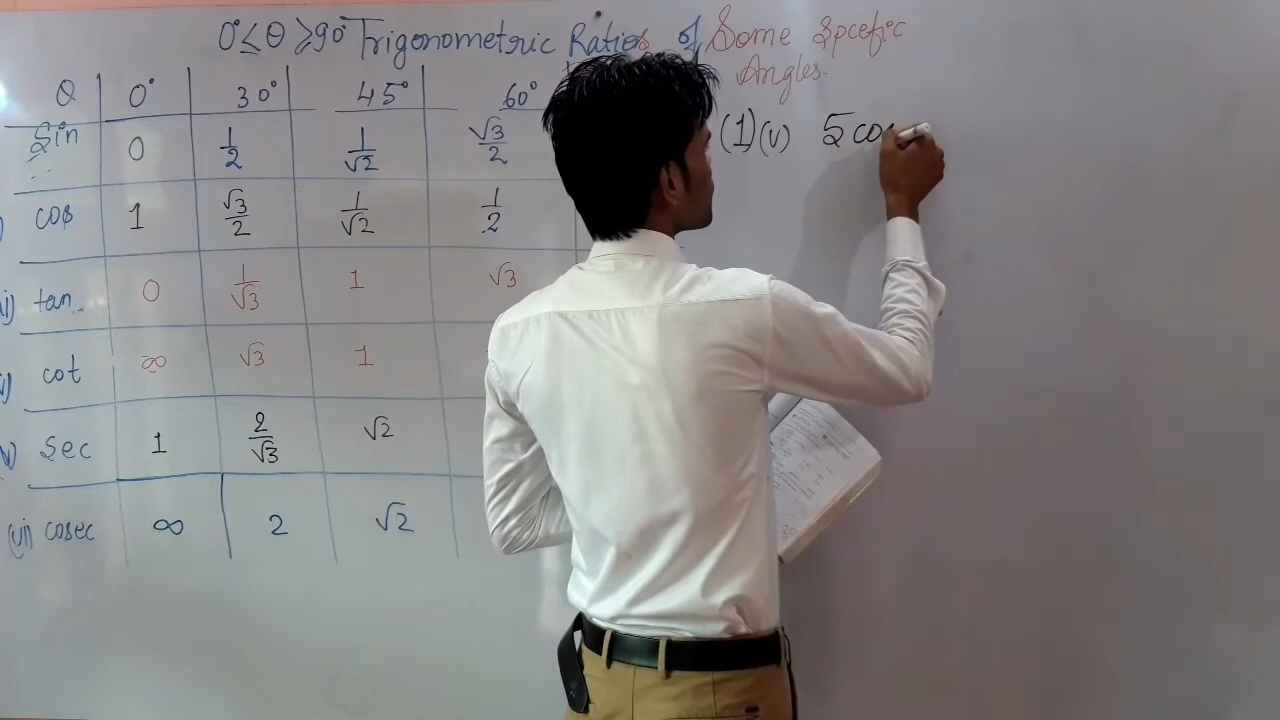 0° ≤ θ ≥ 90° Trigonometric Ratios of Some Spcefic
Angles.
θ 0° 30° 45° 60°
Sin 0 1/2 1/√2 √3/2
(1)(v) 5 cos
cos 1 √3/2 1/√2 1/2
tan 0 1/√3 1 √3
cot ∞ √3 1
Sec 1 2/√3 √2
(vi) cosec ∞ 2 √2